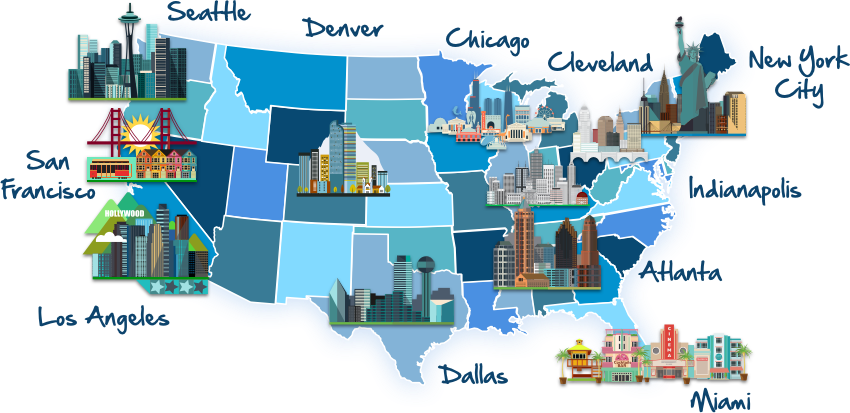 Seattle
Denver
Chicago
Cleveland
New York
City
San
Francisco
HOLLYWOOD
Indianapolis
Atlanta
Los Angeles
CINEMA
Dallas
Miami